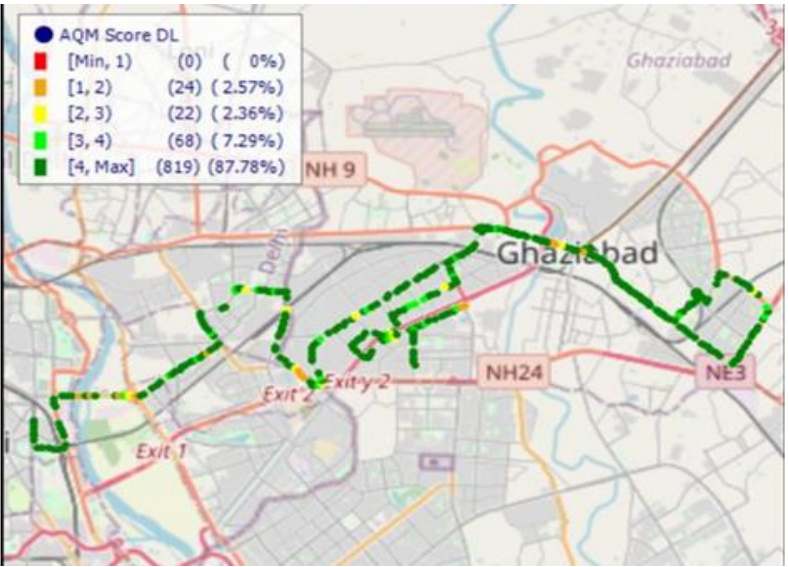 AQM Score DL
[Min, 1) (0) ( 0%)
[1, 2) (24) ( 2.57%)
[2, 3) (22) ( 2.36%)
[3, 4) (68) ( 7.29%)
[4, Max] (819) (87.78%)
Loni
Ghaziabad
NH 9
Delhi
Ghaziabad
NH24
NE3
Exit 2
Exit y 2
Exit 1
i